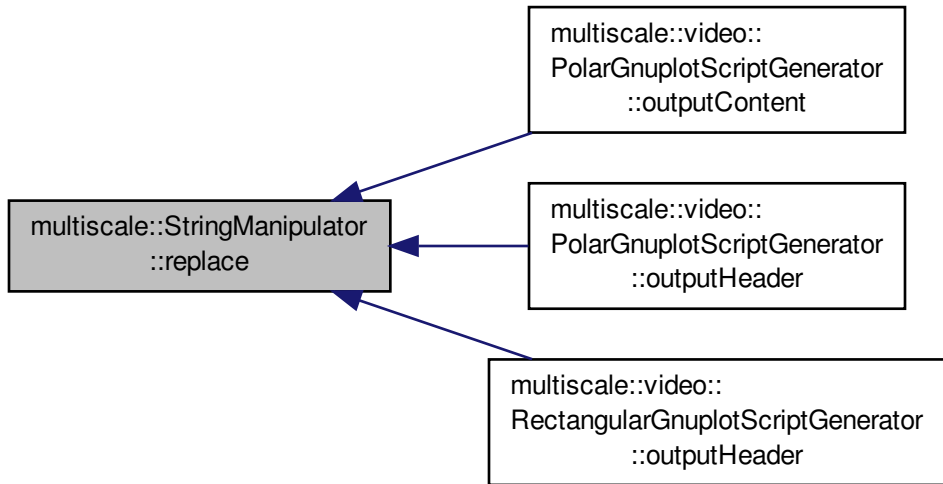 multiscale::video::
PolarGnuplotScriptGenerator
::outputContent
multiscale::StringManipulator
::replace
multiscale::video::
PolarGnuplotScriptGenerator
::outputHeader
multiscale::video::
RectangularGnuplotScriptGenerator
::outputHeader